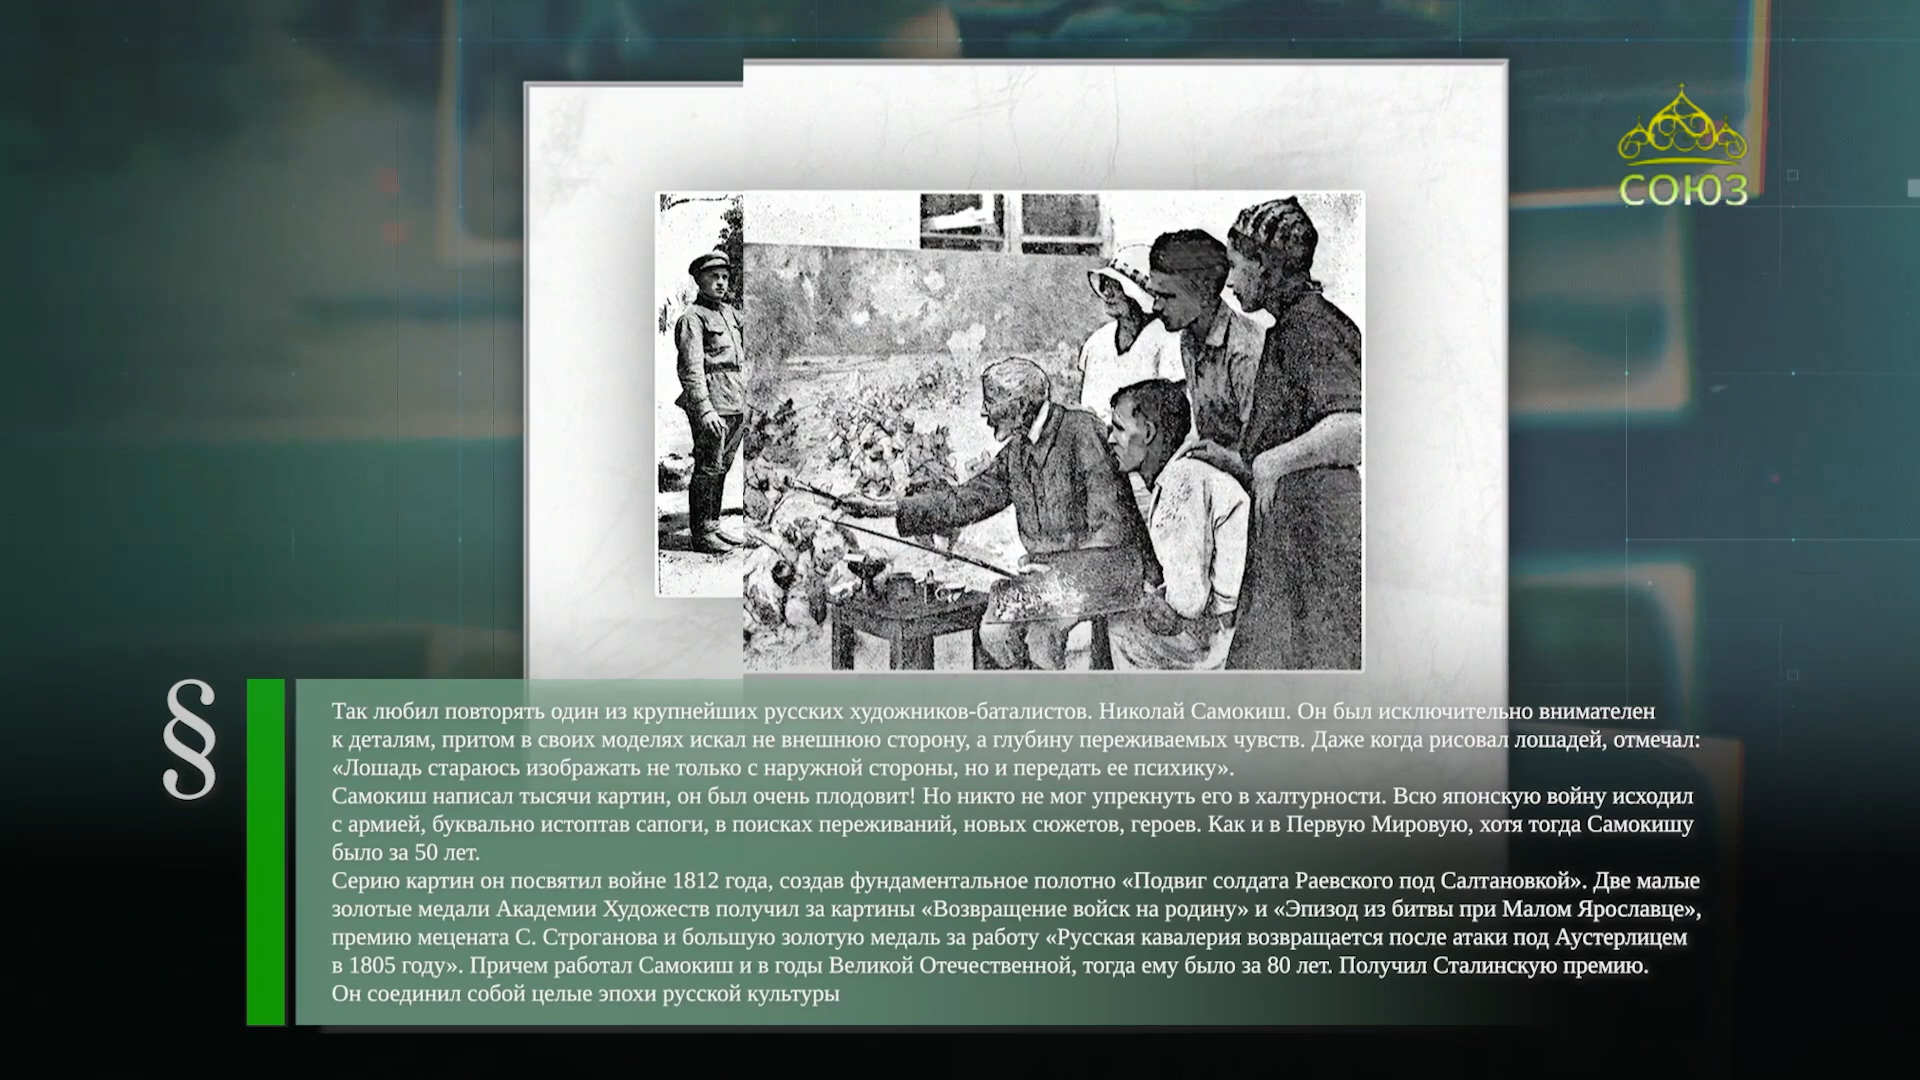 СОЮЗ
§
Так любил повторять один из крупнейших русских художников-баталистов. Николай Самокиш. Он был исключительно внимателен
к деталям, притом в своих моделях искал не внешнюю сторону, а глубину переживаемых чувств. Даже когда рисовал лошадей, отмечал:
«Лошадь стараюсь изображать не только с наружной стороны, но и передать ее психику».
Самокиш написал тысячи картин, он был очень плодовит! Но никто не мог упрекнуть его в халтурности. Всю японскую войну исходил
с армией, буквально истоптав сапоги, в поисках переживаний, новых сюжетов, героев. Как и в Первую Мировую, хотя тогда Самокишу
было за 50 лет.
Серию картин он посвятил войне 1812 года, создав фундаментальное полотно «Подвиг солдата Раевского под Салтановкой». Две малые
золотые медали Академии Художеств получил за картины «Возвращение войск на родину» и «Эпизод из битвы при Малом Ярославце»,
премию мецената С. Строганова и большую золотую медаль за работу «Русская кавалерия возвращается после атаки под Аустерлицем
в 1805 году». Причем работал Самокиш и в годы Великой Отечественной, тогда ему было за 80 лет. Получил Сталинскую премию.
Он соединил собой целые эпохи русской культуры